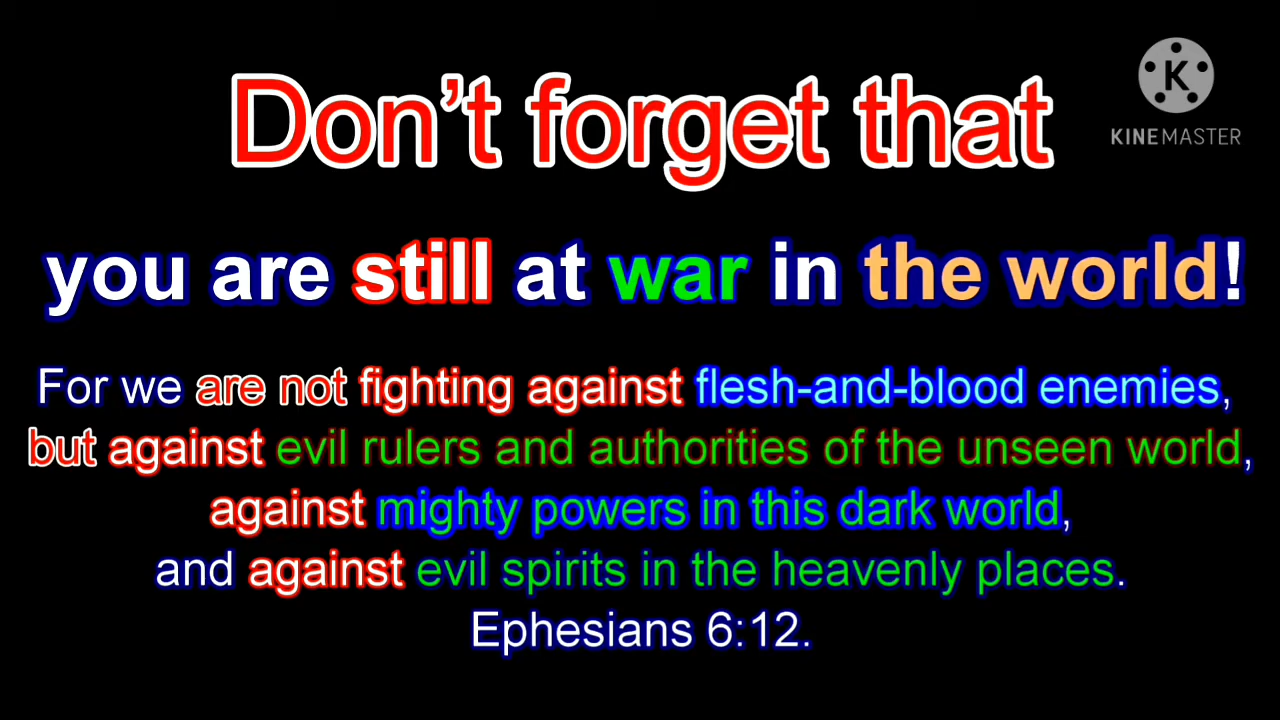 Don’t forget that
K
KINEMASTER
you are still at war in the world!
For we are not fighting against flesh-and-blood enemies,
but against evil rulers and authorities of the unseen world,
against mighty powers in this dark world,
and against evil spirits in the heavenly places.
Ephesians 6:12.